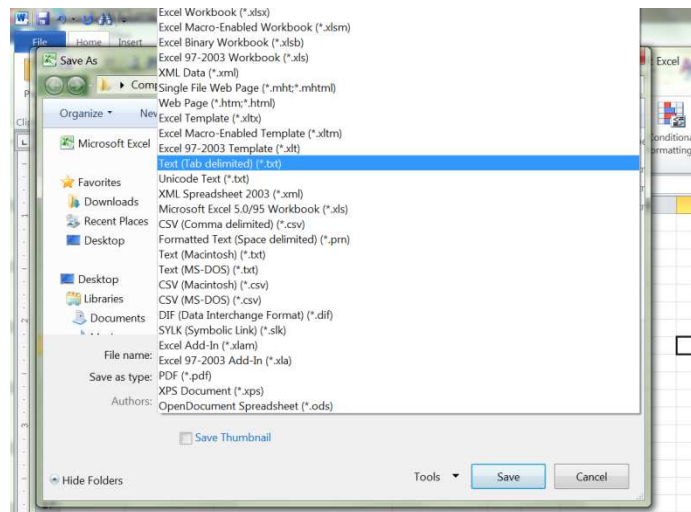 File Home Insert
Save As
Excel
Organize
Microsoft Excel
Favorites
Downloads
Recent Places
Desktop
Desktop
Libraries
Documents
Excel Workbook (*.xlsx)
Excel Macro-Enabled Workbook (*.xlsm)
Excel Binary Workbook (*.xlsb)
Excel 97-2003 Workbook (*.xls)
XML Data (*.xml)
Single File Web Page (*.mht;*.mhtml)
Web Page (*.htm;*.html)
Excel Template (*.xltx)
Excel Macro-Enabled Template (*.xltm)
Excel 97-2003 Template (*.xlt)
Text (Tab delimited) (*.txt)
Unicode Text (*.txt)
XML Spreadsheet 2003 (*.xml)
Microsoft Excel 5.0/95 Workbook (*.xls)
CSV (Comma delimited) (*.csv)
Formatted Text (Space delimited) (*.prn)
Text (Macintosh) (*.txt)
Text (MS-DOS) (*.txt)
CSV (Macintosh) (*.csv)
CSV (MS-DOS) (*.csv)
DIF (Data Interchange Format) (*.dif)
SYLK (Symbolic Link) (*.slk)
Excel Add-In (*.xlam)
Excel 97-2003 Add-In (*.xla)
PDF (*.pdf)
XPS Document (*.xps)
OpenDocument Spreadsheet (*.ods)
File name:
Save as type:
Authors:
Save Thumbnail
Hide Folders
Tools
Save
Cancel